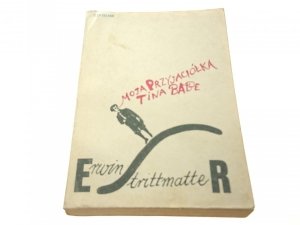 MOJA PRZYJACIÓŁKA
TINA BABE
Erwin
StrittmatteR